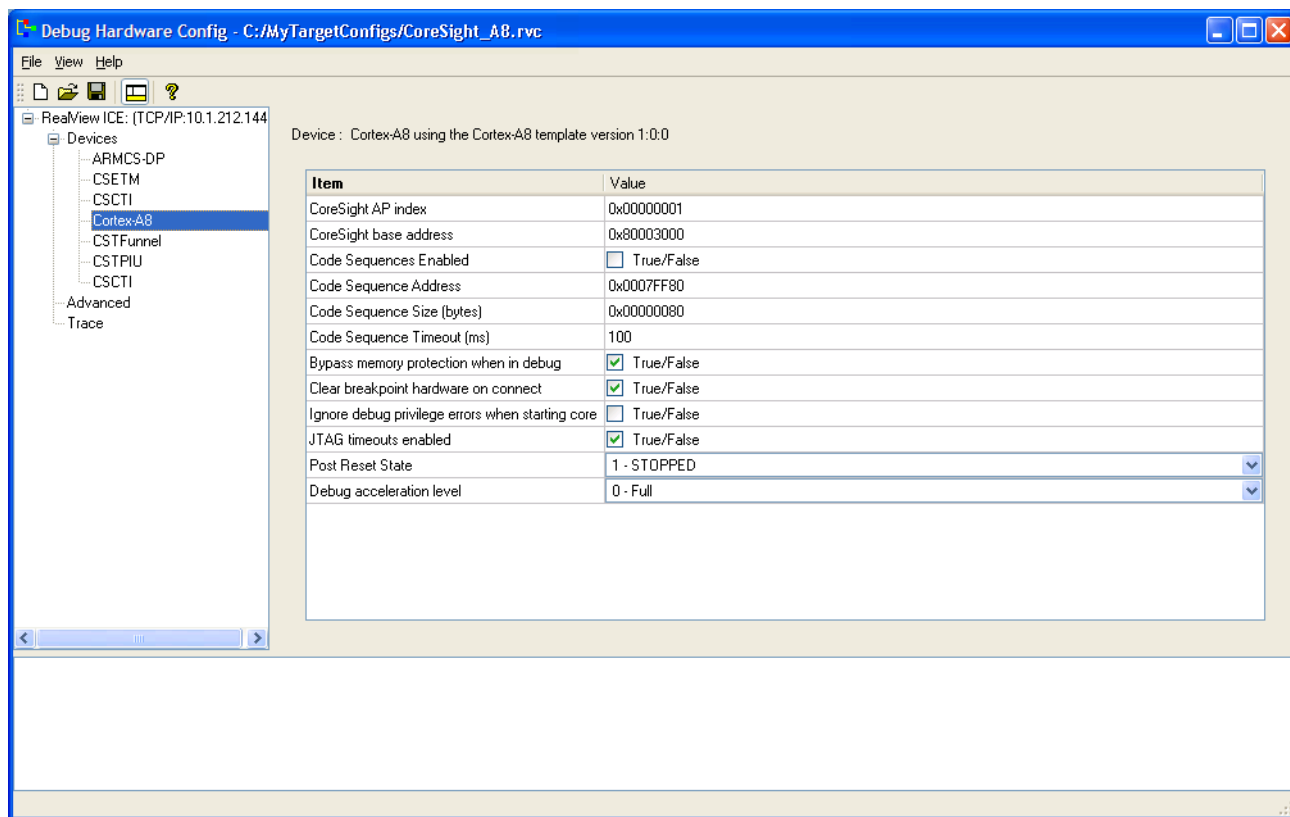 Debug Hardware Config - C:/MyTargetConfigs/CoreSight_A8.rvc
File View Help
RealView ICE: (TCP/IP:10.1.212.144
Devices
ARMCS-DP
CSETM
CSCTI
Cortex-A8
CSTFunnel
CSTPIU
CSCTI
Advanced
Trace
Device : Cortex-A8 using the Cortex-A8 template version 1:0:0
Item Value
CoreSight AP index 0x00000001
CoreSight base address 0x80003000
Code Sequences Enabled True/False
Code Sequence Address 0x0007FF80
Code Sequence Size (bytes) 0x00000080
Code Sequence Timeout (ms) 100
Bypass memory protection when in debug True/False
Clear breakpoint hardware on connect True/False
Ignore debug privilege errors when starting core True/False
JTAG timeouts enabled True/False
Post Reset State 1 - STOPPED
Debug acceleration level 0 - Full